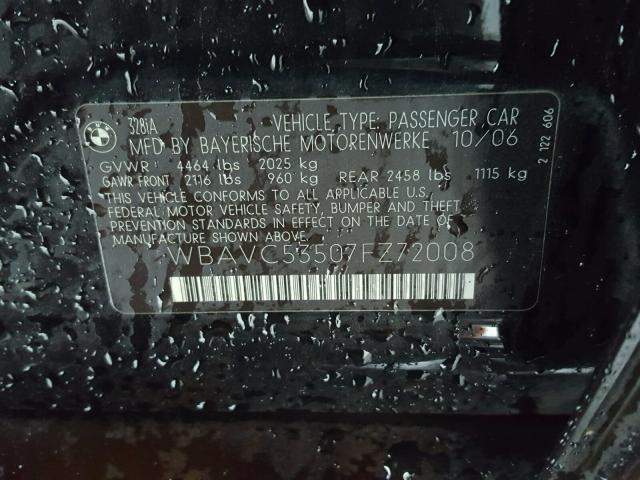 328iA VEHICLE TYPE: PASSENGER CAR
MFD BY BAYERISCHE MOTORENWERKE 10/06
GVWR: 4464 lbs 2025 kg
GAWR FRONT 2116 lbs 960 kg REAR 2458 lbs 1115 kg
THIS VEHICLE CONFORMS TO ALL APPLICABLE U.S.
FEDERAL MOTOR VEHICLE SAFETY, BUMPER AND THEFT
PREVENTION STANDARDS IN EFFECT ON THE DATE OF
MANUFACTURE SHOWN ABOVE.
WBAVC53507FZ72008
2 122 606